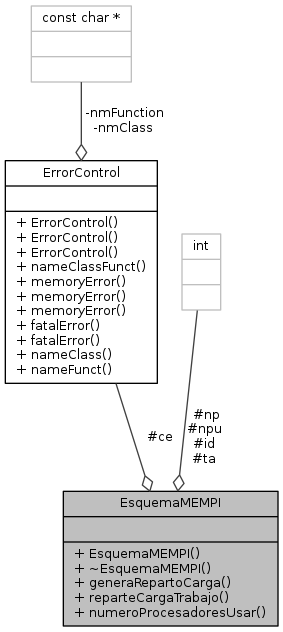 const char *
-nmFunction
-nmClass
ErrorControl
+ ErrorControl()
+ ErrorControl()
+ ErrorControl()
+ nameClassFunct()
+ memoryError()
+ memoryError()
+ memoryError()
+ fatalError()
+ fatalError()
+ nameClass()
+ nameFunct()
int
#ce
#np
#npu
#id
#ta
EsquemaMEMPI
+ EsquemaMEMPI()
+ ~EsquemaMEMPI()
+ generaRepartoCarga()
+ reparteCargaTrabajo()
+ numeroProcesadoresUsar()